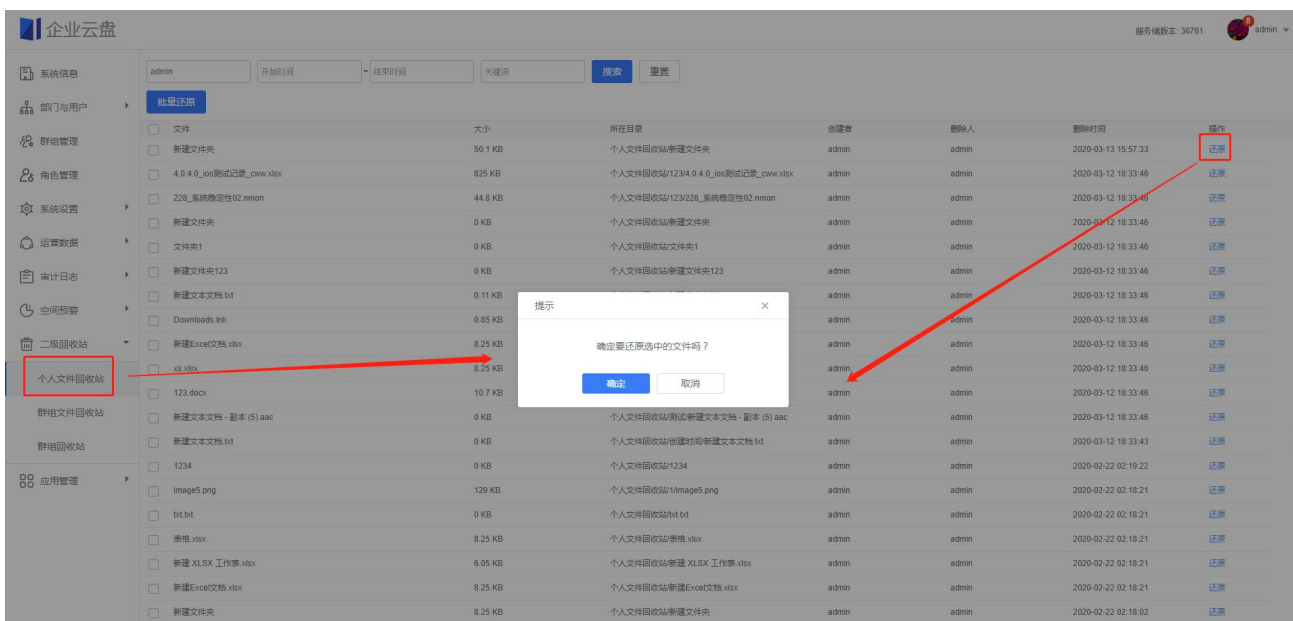 企业云盘
服务端版本: 36761
8
admin
系统信息
部门与用户
群组管理
角色管理
系统设置
运营数据
审计日志
空间预警
二级回收站
个人文件回收站
群组文件回收站
群组回收站
应用管理
admin 开始时间 - 结束时间 关键词 搜索 重置
批量还原
文件 大小 所在目录 创建者 删除人 删除时间 操作
新建文件夹 50.1 KB 个人文件回收站/新建文件夹 admin admin 2020-03-13 15:57:33 还原
4.0.4.0_ios测试记录_cww.xlsx 825 KB 个人文件回收站/123/4.0.4.0_ios测试记录_cww.xlsx admin admin 2020-03-12 18:33:46 还原
228_系统稳定性02.nmon 44.8 KB 个人文件回收站/123/228_系统稳定性02.nmon admin admin 2020-03-12 18:33:46 还原
新建文件夹 0 KB 个人文件回收站/新建文件夹 admin admin 2020-03-12 18:33:46 还原
文件夹1 0 KB 个人文件回收站/文件夹1 admin admin 2020-03-12 18:33:46 还原
新建文件夹123 0 KB 个人文件回收站/新建文件夹123 admin admin 2020-03-12 18:33:46 还原
新建文本文档.txt 0.11 KB admin admin 2020-03-12 18:33:46 还原
Downloads.lnk 0.85 KB admin admin 2020-03-12 18:33:46 还原
新建Excel文档.xlsx 8.25 KB admin admin 2020-03-12 18:33:46 还原
xs.xlsx 8.25 KB admin admin 2020-03-12 18:33:46 还原
123.docx 10.7 KB admin admin 2020-03-12 18:33:46 还原
新建文本文档 - 副本 (5).aac 0 KB 个人文件回收站/测试/新建文本文档 - 副本 (5).aac admin admin 2020-03-12 18:33:46 还原
新建文本文档.txt 0 KB 个人文件回收站/创建时间/新建文本文档.txt admin admin 2020-03-12 18:33:43 还原
1234 0 KB 个人文件回收站/1234 admin admin 2020-02-22 02:19:22 还原
image5.png 129 KB 个人文件回收站/1/image5.png admin admin 2020-02-22 02:18:21 还原
txt.txt 0 KB 个人文件回收站/txt.txt admin admin 2020-02-22 02:18:21 还原
表格.xlsx 8.25 KB 个人文件回收站/表格.xlsx admin admin 2020-02-22 02:18:21 还原
新建 XLSX 工作表.xlsx 6.05 KB 个人文件回收站/新建 XLSX 工作表.xlsx admin admin 2020-02-22 02:18:21 还原
新建Excel文档.xlsx 8.25 KB 个人文件回收站/新建Excel文档.xlsx admin admin 2020-02-22 02:18:21 还原
新建文件夹 8.25 KB 个人文件回收站/新建文件夹 admin admin 2020-02-22 02:18:02 还原
提示 ×
确定要还原选中的文件吗？
确定 取消